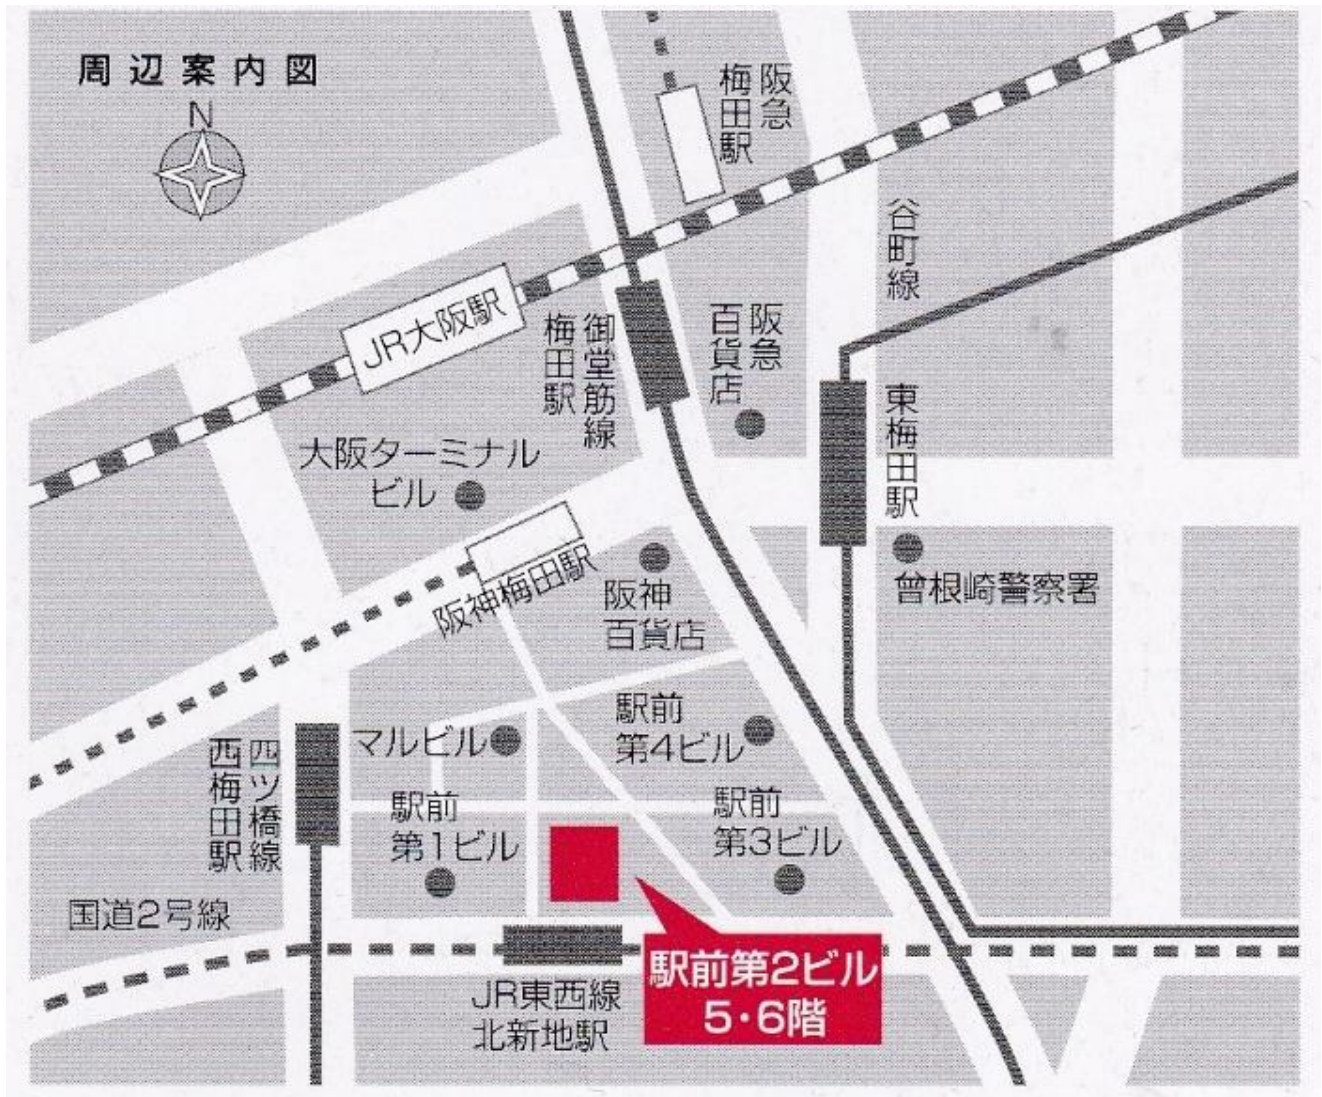 周辺案内図
N
阪急
梅田駅
谷町線
JR大阪駅
御堂筋線
梅田駅
阪急
百貨店
東梅田駅
大阪ターミナル
ビル
阪神梅田駅
阪神
百貨店
曾根崎警察署
駅前
第4ビル
マルビル
四ツ橋線
西梅田駅
駅前
第1ビル
駅前
第3ビル
国道2号線
駅前第2ビル
5・6階
JR東西線
北新地駅